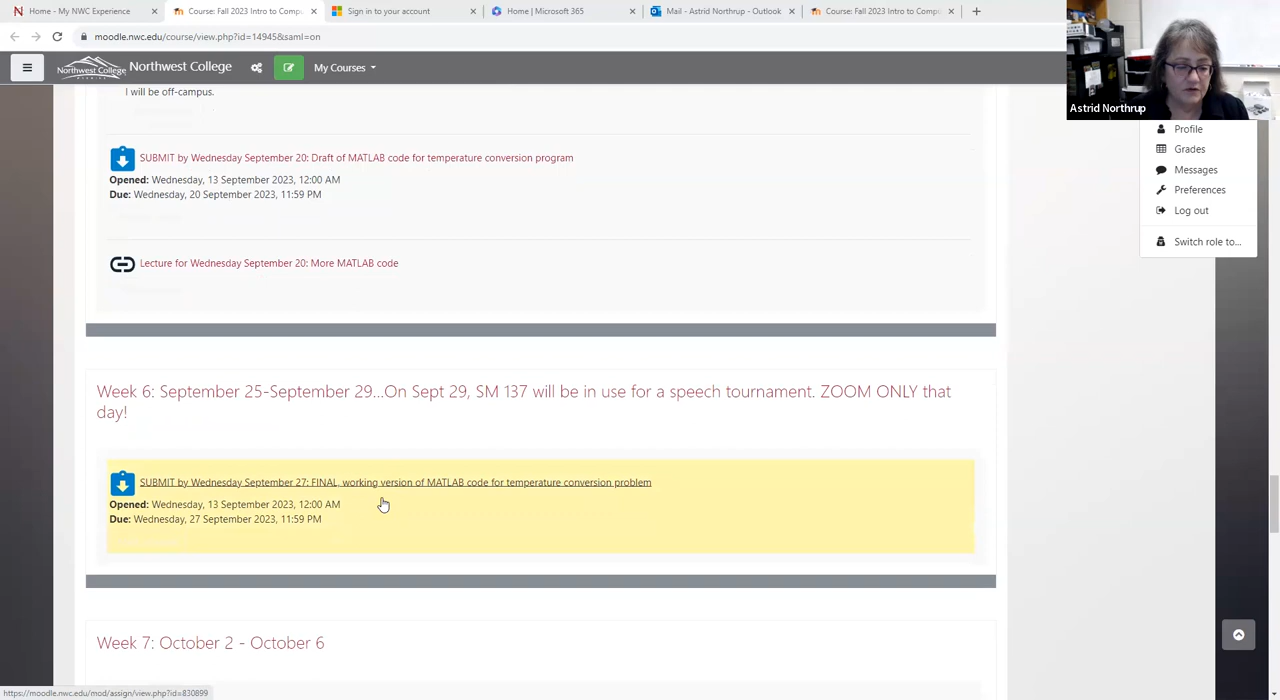 Home - My NWC Experience
Course: Fall 2023 Intro to Compu
Sign in to your account
Home | Microsoft 365
Mail - Astrid Northrup - Outlook
Course: Fall 2023 Intro to Compu
moodle.nwc.edu/course/view.php?id=14945&saml=on
Northwest College
Northwest College
My Courses
Astrid Northrup
Profile
Grades
Messages
Preferences
Log out
Switch role to...
I will be off-campus.
SUBMIT by Wednesday September 20: Draft of MATLAB code for temperature conversion program
Opened: Wednesday, 13 September 2023, 12:00 AM
Due: Wednesday, 20 September 2023, 11:59 PM
Lecture for Wednesday September 20: More MATLAB code
Week 6: September 25-September 29...On Sept 29, SM 137 will be in use for a speech tournament. ZOOM ONLY that
day!
SUBMIT by Wednesday September 27: FINAL, working version of MATLAB code for temperature conversion problem
Opened: Wednesday, 13 September 2023, 12:00 AM
Due: Wednesday, 27 September 2023, 11:59 PM
Week 7: October 2 - October 6
https://moodle.nwc.edu/mod/assign/view.php?id=830899